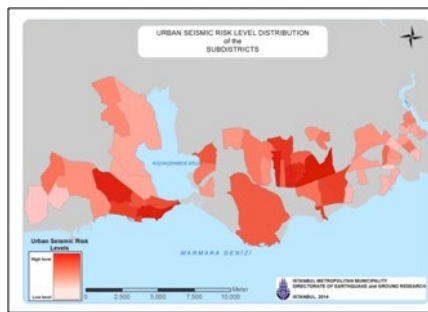 URBAN SEISMIC RISK LEVEL DISTRIBUTION
of the
SUBDISTRICTS
MARMARA DENİZİ
Urban Seismic Risk
Levels
High level
Low level
Meter
0
2.500
5.000
7.500
10.000
ISTANBUL METROPOLITAN MUNICIPALITY
DIRECTORATE OF EARTHQUAKE and GROUND RESEARCH
ISTANBUL, 2014